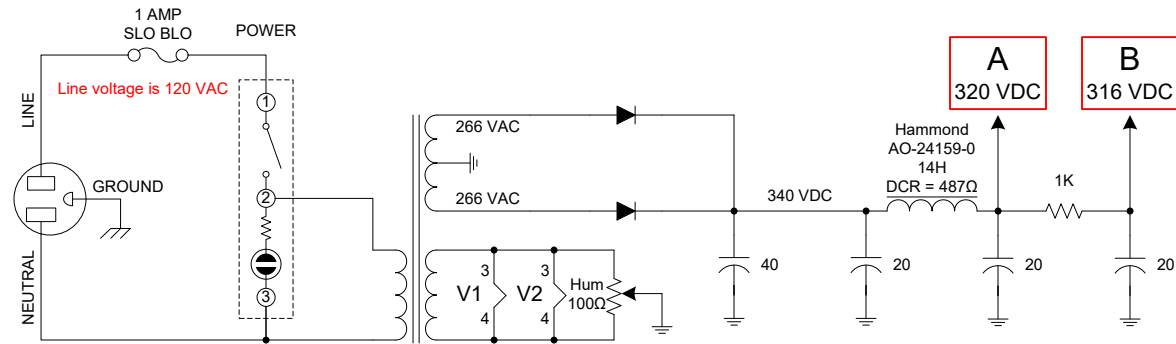 1 AMP
SLO BLO
POWER
Line voltage is 120 VAC
LINE
GROUND
NEUTRAL
1
2
3
266 VAC
266 VAC
340 VDC
Hammond
AO-24159-0
14H
DCR = 487Ω
A
320 VDC
B
316 VDC
1K
40
20
20
20
V1
3
4
V2
3
4
Hum
100Ω